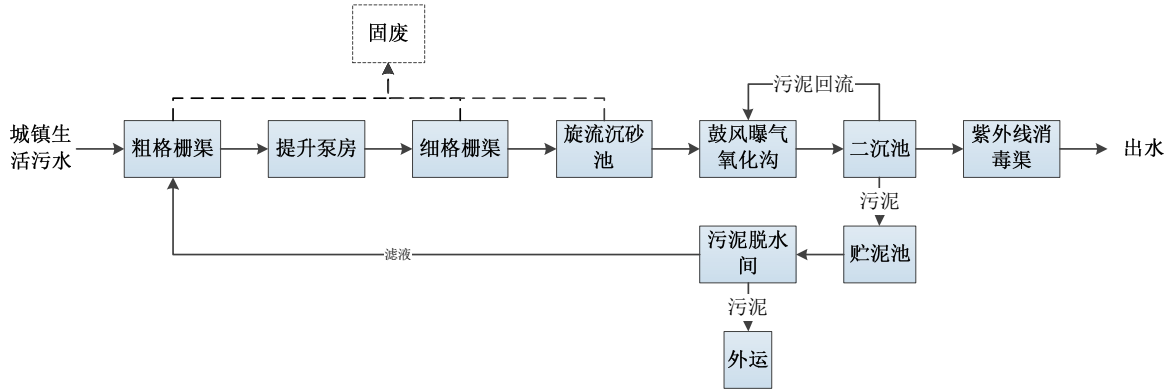 固废
污泥回流
城镇生
活污水
粗格栅渠
提升泵房
细格栅渠
旋流沉砂
池
鼓风曝气
氧化沟
二沉池
紫外线消
毒渠
出水
污泥
滤液
污泥脱水
间
贮泥池
污泥
外运